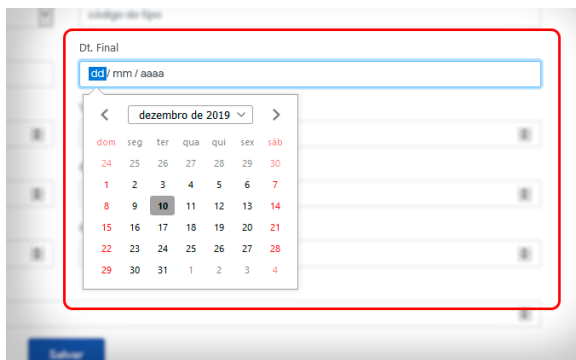 código do tipo
Dt. Final
dd / mm / aaaa
dezembro de 2019
dom seg ter qua qui sex sáb
24 25 26 27 28 29 30
1 2 3 4 5 6 7
8 9 10 11 12 13 14
15 16 17 18 19 20 21
22 23 24 25 26 27 28
29 30 31 1 2 3 4
Salvar